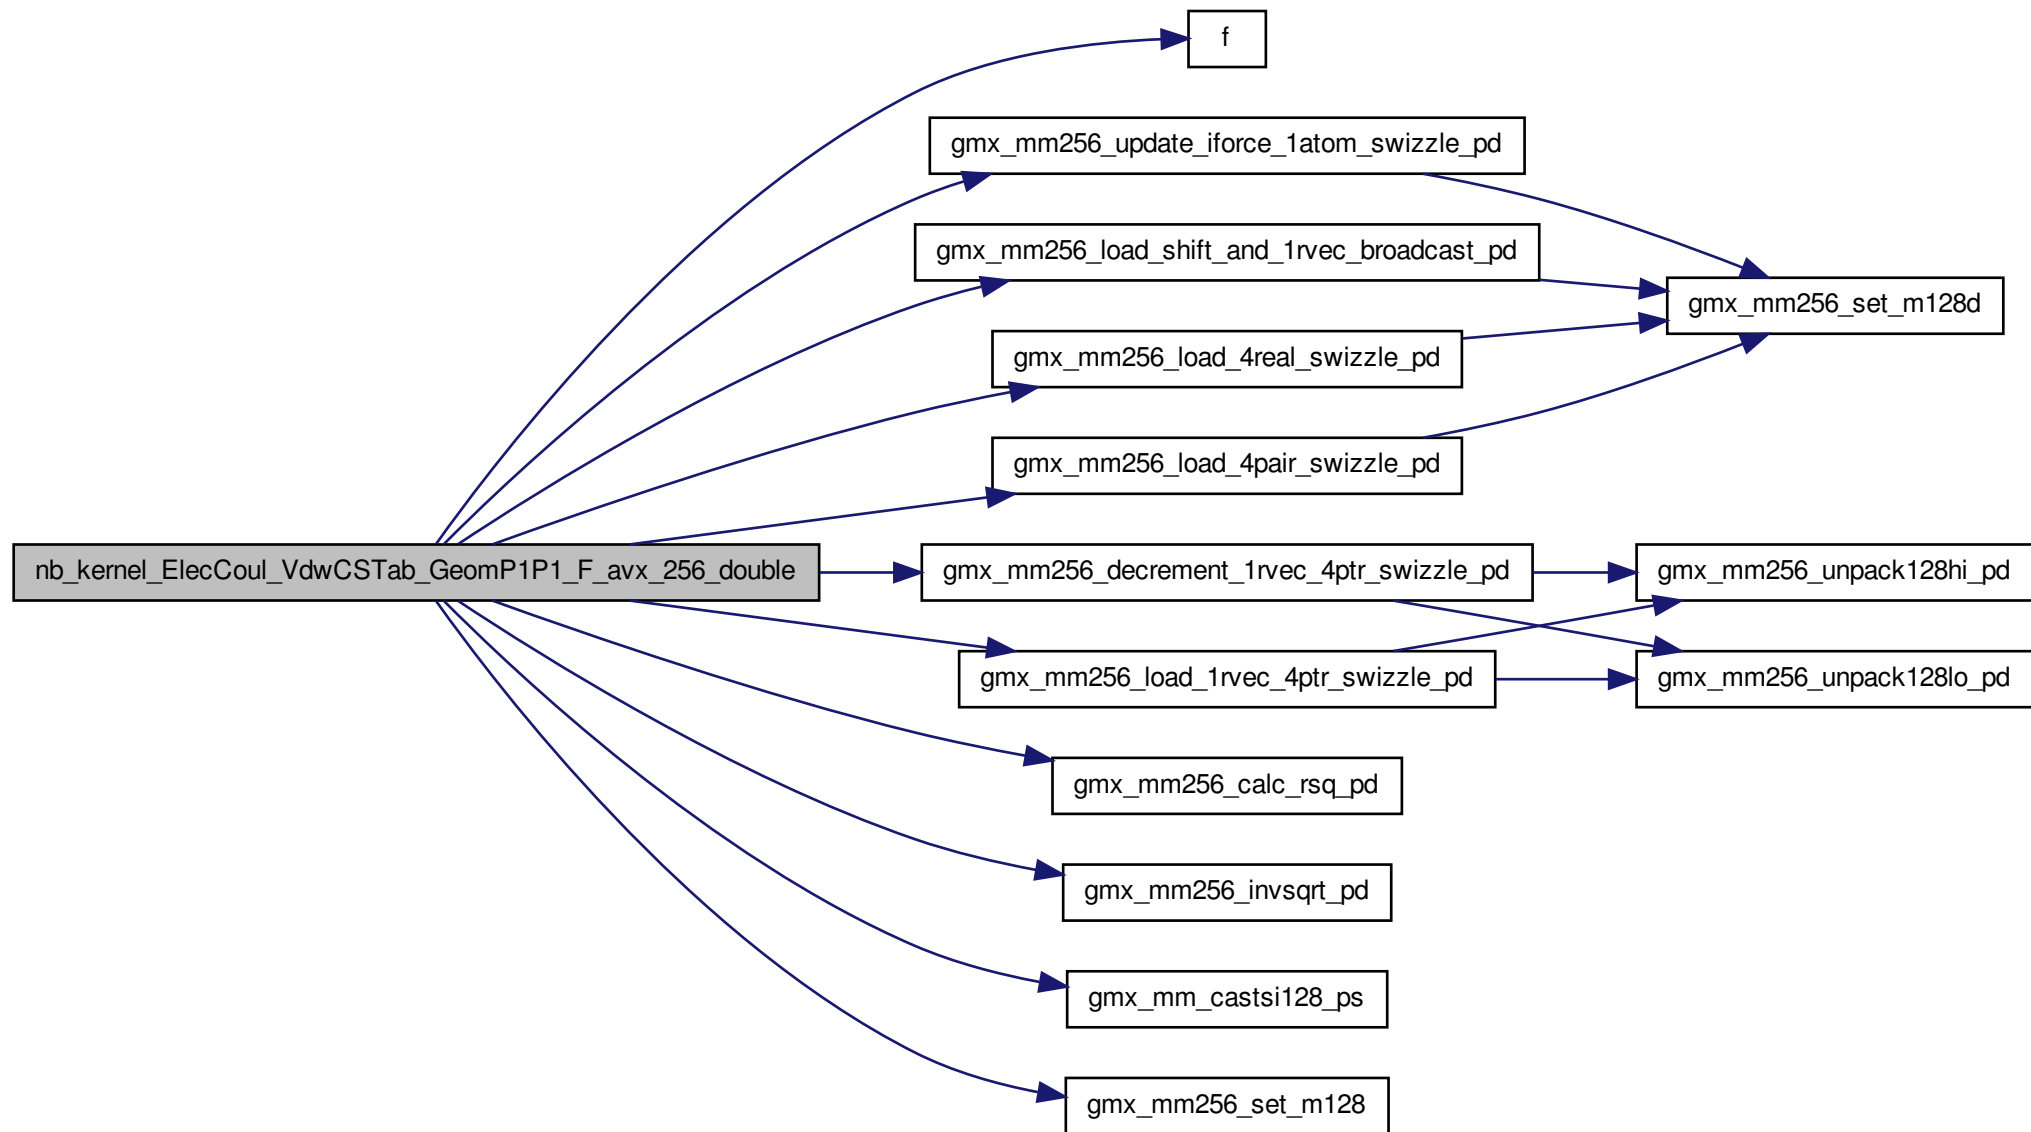 f
gmx_mm256_update_iforce_1atom_swizzle_pd
gmx_mm256_load_shift_and_1rvec_broadcast_pd
gmx_mm256_set_m128d
gmx_mm256_load_4real_swizzle_pd
gmx_mm256_load_4pair_swizzle_pd
nb_kernel_ElecCoul_VdwCSTab_GeomP1P1_F_avx_256_double
gmx_mm256_decrement_1rvec_4ptr_swizzle_pd
gmx_mm256_unpack128hi_pd
gmx_mm256_load_1rvec_4ptr_swizzle_pd
gmx_mm256_unpack128lo_pd
gmx_mm256_calc_rsq_pd
gmx_mm256_invsqrt_pd
gmx_mm_castsi128_ps
gmx_mm256_set_m128